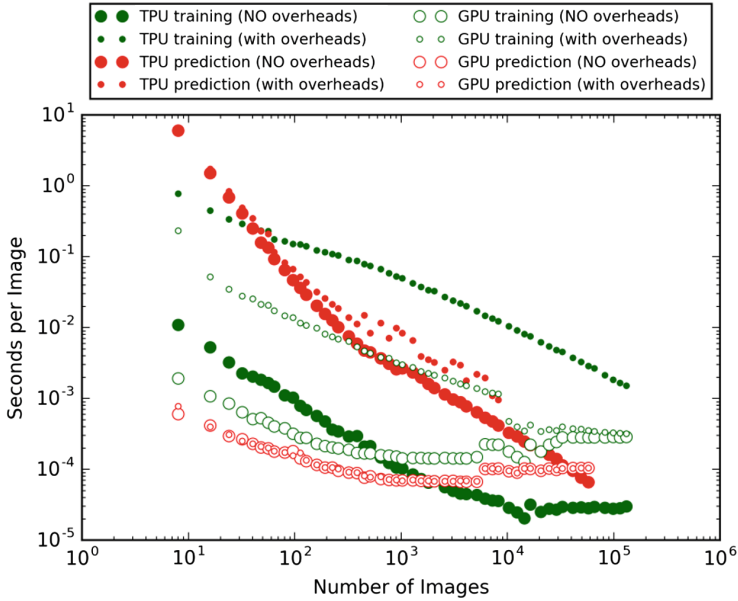 TPU training (NO overheads)
TPU training (with overheads)
TPU prediction (NO overheads)
TPU prediction (with overheads)
GPU training (NO overheads)
GPU training (with overheads)
GPU prediction (NO overheads)
GPU prediction (with overheads)
Seconds per Image
10^1
10^0
10^-1
10^-2
10^-3
10^-4
10^-5
10^0 10^1 10^2 10^3 10^4 10^5 10^6
Number of Images